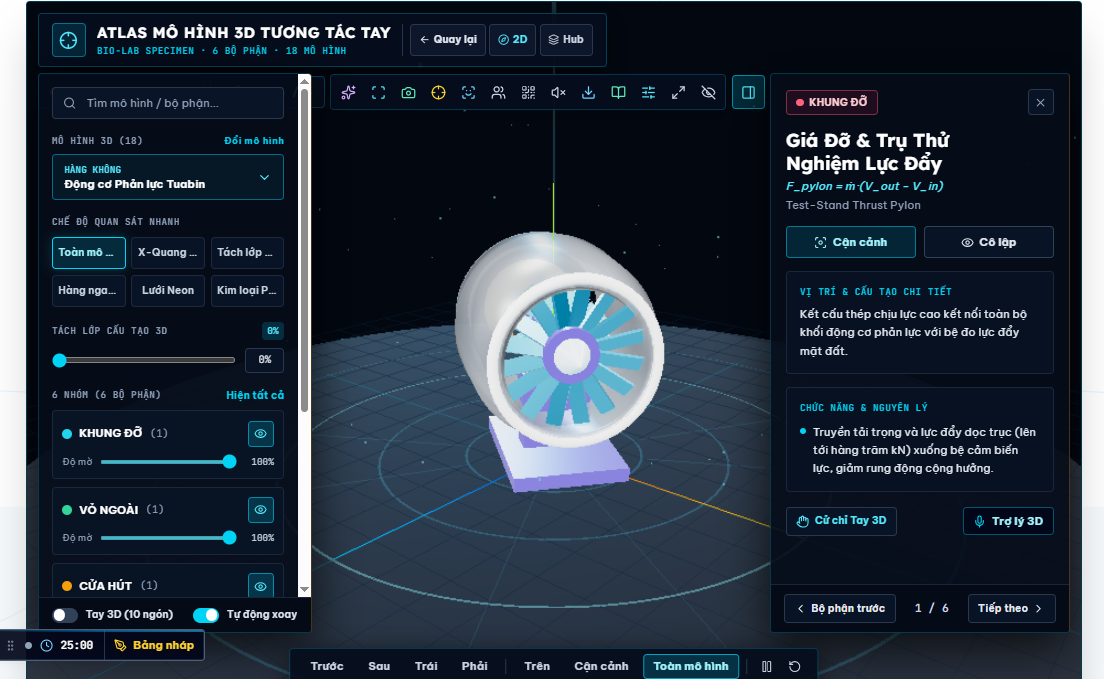 ATLAS MÔ HÌNH 3D TƯƠNG TÁC TAY
BIO-LAB SPECIMEN · 6 BỘ PHẬN · 18 MÔ HÌNH
Quay lại
2D
Hub
Tìm mô hình / bộ phận...
MÔ HÌNH 3D (18)
Đổi mô hình
HÀNG KHÔNG
Động cơ Phản lực Tuabin
CHẾ ĐỘ QUAN SÁT NHANH
Toàn mô ...
X-Quang ...
Tách lớp ...
Hàng nga...
Lưới Neon
Kim loại P...
TÁCH LỚP CẤU TẠO 3D
0%
0%
6 NHÓM (6 BỘ PHẬN)
Hiện tất cả
KHUNG ĐỠ (1)
Độ mờ
100%
VỎ NGOÀI (1)
Độ mờ
100%
CỬA HÚT (1)
Tay 3D (10 ngón)
Tự động xoay
25:00
Bảng nháp
KHUNG ĐỠ
Giá Đỡ & Trụ Thử
Nghiệm Lực Đẩy
F_pylon = ṁ·(V_out − V_in)
Test-Stand Thrust Pylon
Cận cảnh
Cô lập
VỊ TRÍ & CẤU TẠO CHI TIẾT
Kết cấu thép chịu lực cao kết nối toàn bộ
khối động cơ phản lực với bệ đo lực đẩy
mặt đất.
CHỨC NĂNG & NGUYÊN LÝ
Truyền tải trọng và lực đẩy dọc trục (lên
tới hàng trăm kN) xuống bệ cảm biến
lực, giảm rung động cộng hưởng.
Cử chỉ Tay 3D
Trợ lý 3D
Bộ phận trước
1 / 6
Tiếp theo
Trước
Sau
Trái
Phải
Trên
Cận cảnh
Toàn mô hình